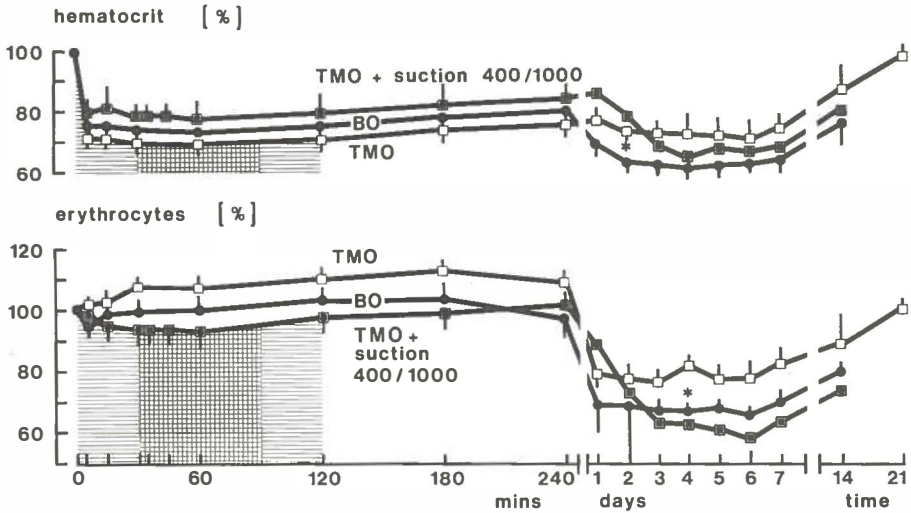 hematocrit [ % ]
100
80
60
TMO + suction 400/1000
BO
TMO
*
erythrocytes [ % ]
120
100
80
60
TMO
BO
TMO +
suction
400 / 1000
*
0 60 120 180 240 1 2 3 4 5 6 7 14 21
mins days time